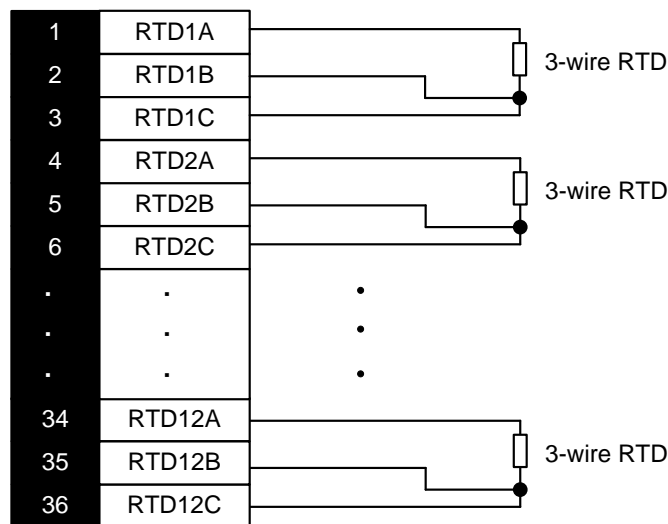 1 RTD1A
3-wire RTD
2 RTD1B
3 RTD1C
4 RTD2A
3-wire RTD
5 RTD2B
6 RTD2C
. .
. .
. .
34 RTD12A
3-wire RTD
35 RTD12B
36 RTD12C